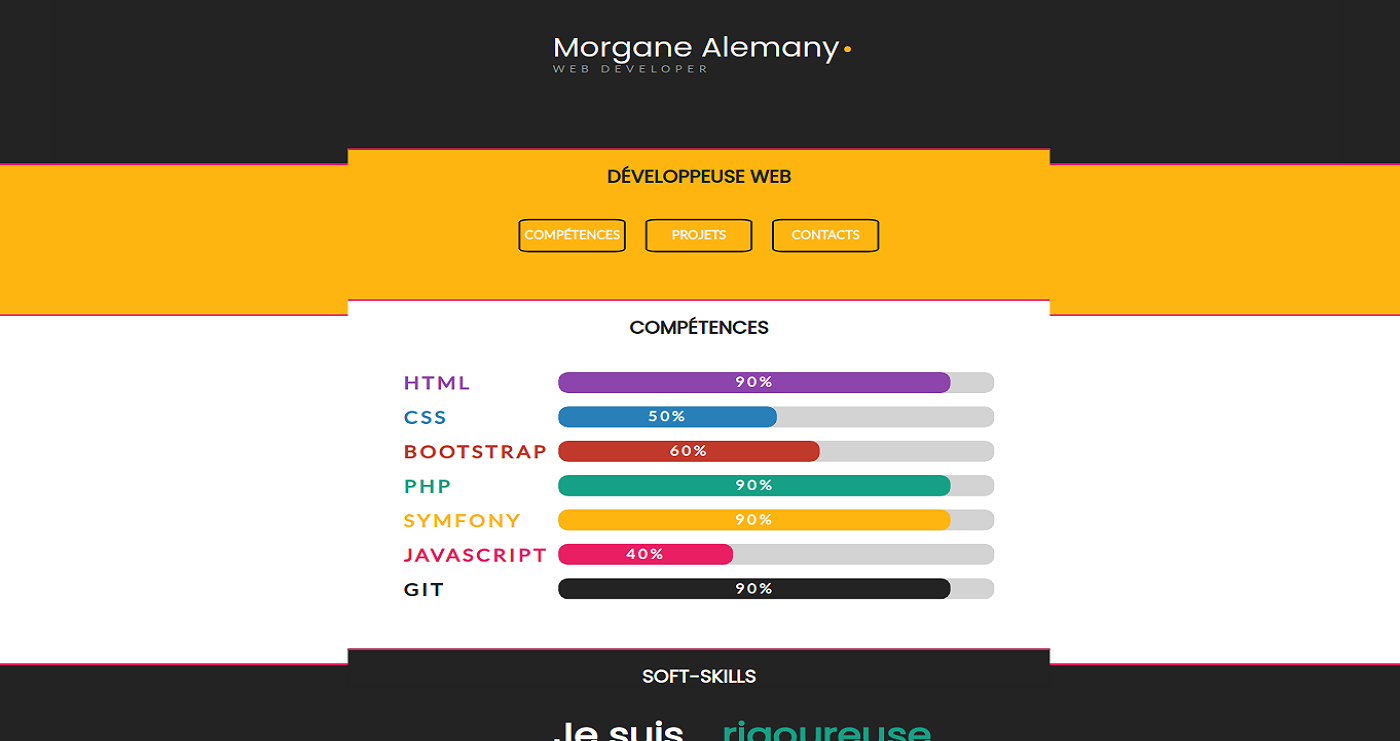 Morgane Alemany
WEB DEVELOPER
DÉVELOPPEUSE WEB
COMPÉTENCES PROJETS CONTACTS
COMPÉTENCES
HTML 90%
CSS 50%
BOOTSTRAP 60%
PHP 90%
SYMFONY 90%
JAVASCRIPT 40%
GIT 90%
SOFT-SKILLS
Je suis rigoureuse